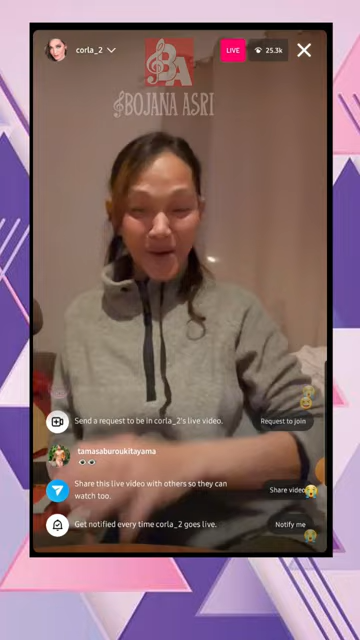 corla_2
LIVE
25.3k
BA
BOJANA ASRI
Send a request to be in corla_2's live video.
Request to join
tamasaburoukitayama
👀
Share this live video with others so they can
watch too.
Share video
Get notified every time corla_2 goes live.
Notify me